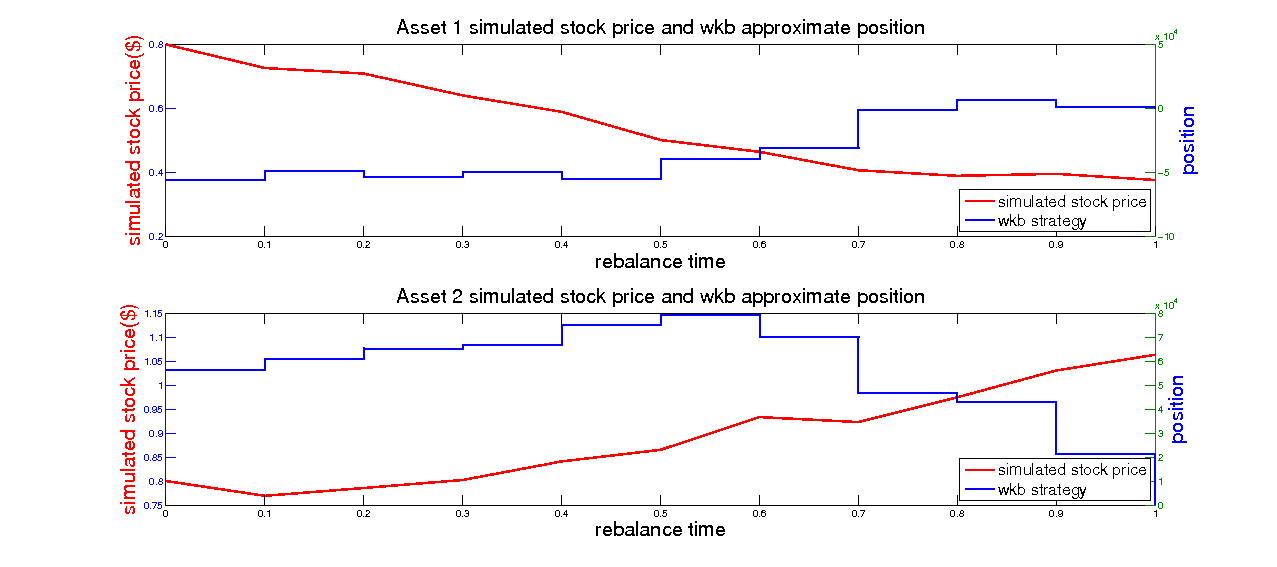 Asset 1 simulated stock price and wkb approximate position
x 10^4
simulated stock price($)
0.8
0.6
0.4
0.2
5
0
-5
-10
position
simulated stock price
wkb strategy
0 0.1 0.2 0.3 0.4 0.5 0.6 0.7 0.8 0.9 1
rebalance time
Asset 2 simulated stock price and wkb approximate position
x 10^4
simulated stock price($)
1.15
1.1
1.05
1
0.95
0.9
0.85
0.8
0.75
8
7
6
5
4
3
2
1
0
position
simulated stock price
wkb strategy
0 0.1 0.2 0.3 0.4 0.5 0.6 0.7 0.8 0.9 1
rebalance time